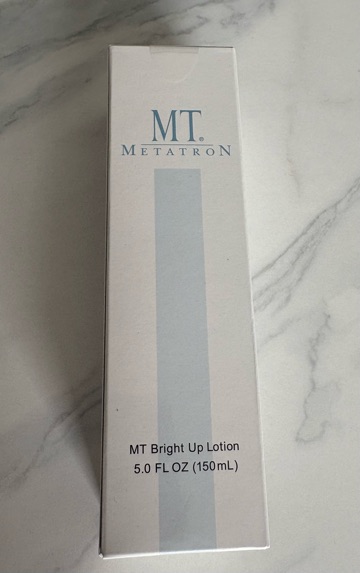 MT®
METATRON
MT Bright Up Lotion
5.0 FL OZ (150mL)